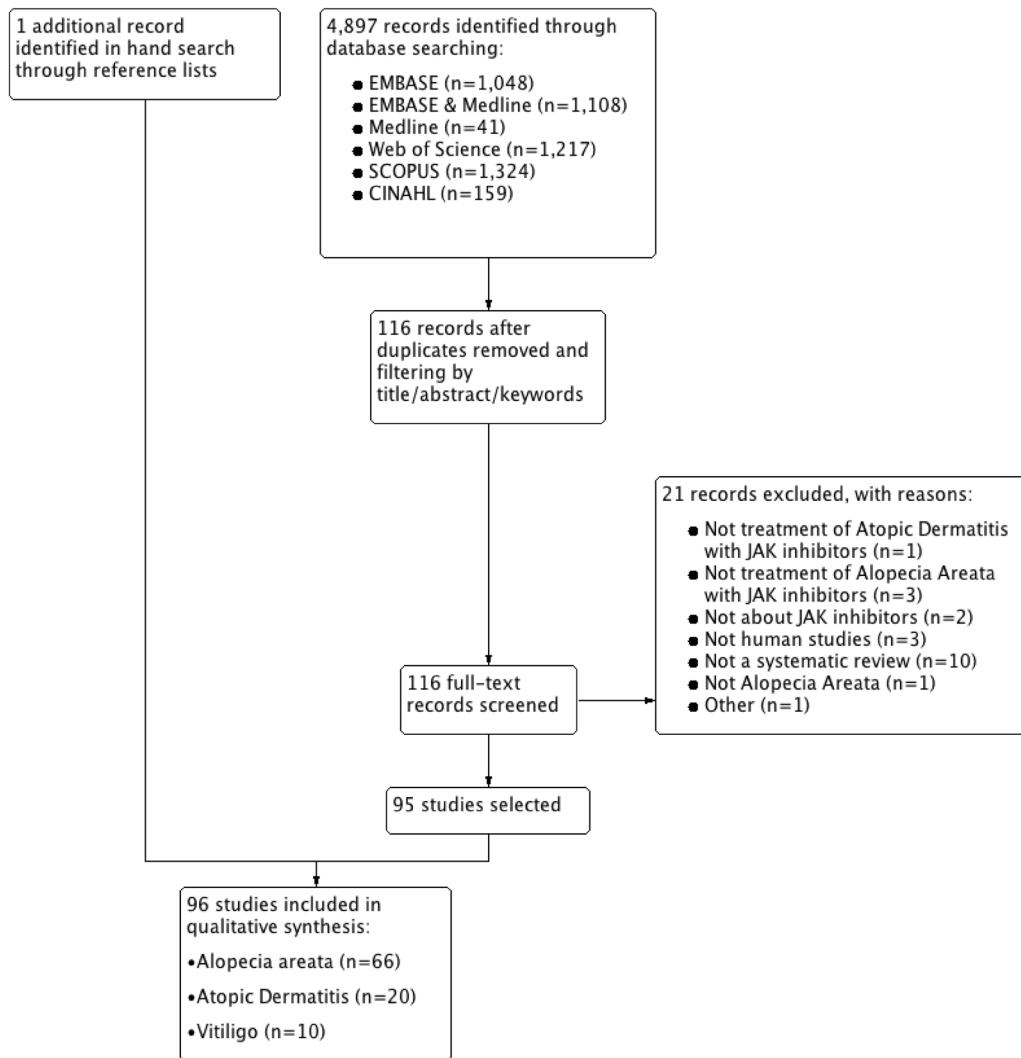 1 additional record
identified in hand search
through reference lists
4,897 records identified through
database searching:
● EMBASE (n=1,048)
● EMBASE & Medline (n=1,108)
● Medline (n=41)
● Web of Science (n=1,217)
● SCOPUS (n=1,324)
● CINAHL (n=159)
116 records after
duplicates removed and
filtering by
title/abstract/keywords
21 records excluded, with reasons:
● Not treatment of Atopic Dermatitis
with JAK inhibitors (n=1)
● Not treatment of Alopecia Areata
with JAK inhibitors (n=3)
● Not about JAK inhibitors (n=2)
● Not human studies (n=3)
● Not a systematic review (n=10)
● Not Alopecia Areata (n=1)
● Other (n=1)
116 full-text
records screened
95 studies selected
96 studies included in
qualitative synthesis:
•Alopecia areata (n=66)
•Atopic Dermatitis (n=20)
•Vitiligo (n=10)